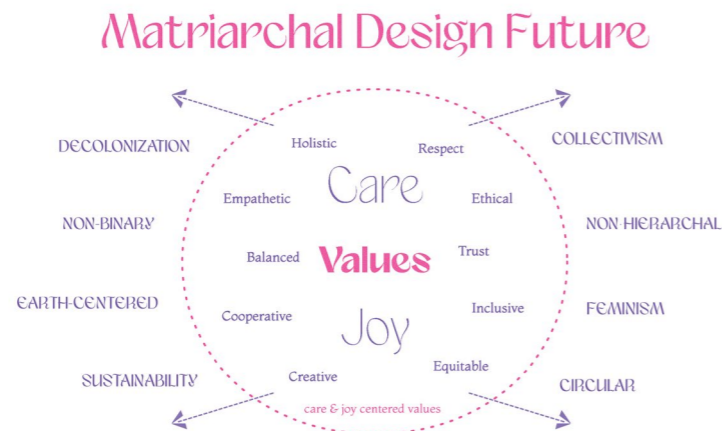 Matriarchal Design Future
DECOLONIZATION
NON-BINARY
EARTH-CENTERED
SUSTAINABILITY
Holistic
Empathetic
Balanced
Cooperative
Creative
Care
Values
Joy
care & joy centered values
Respect
Ethical
Trust
Inclusive
Equitable
COLLECTIVISM
NON-HIERARCHAL
FEMINISM
CIRCULAR